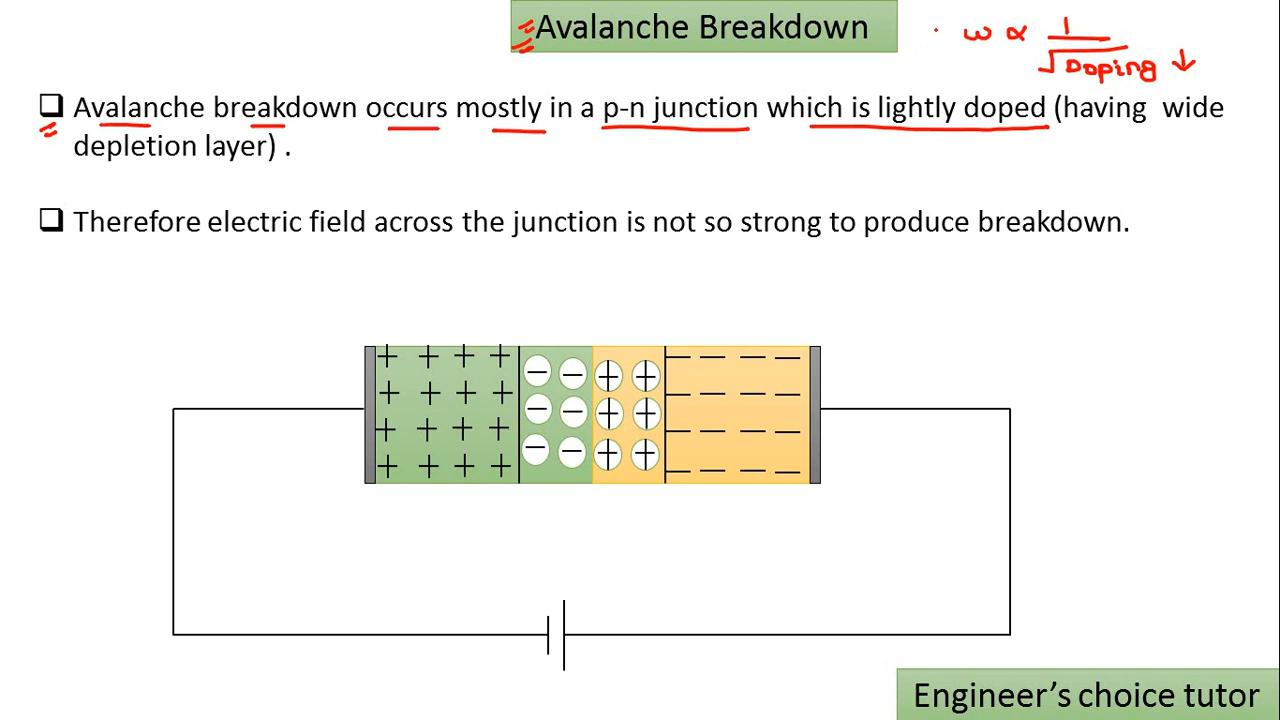 Avalanche Breakdown
ω ∝ 1
√Doping ↓
Avalanche breakdown occurs mostly in a p-n junction which is lightly doped (having wide
depletion layer) .
Therefore electric field across the junction is not so strong to produce breakdown.
+ + + + − − + + − − − −
+ + + + − − + + − − − −
+ + + + − − + + − − − −
+ + + + − − − −
Engineer’s choice tutor